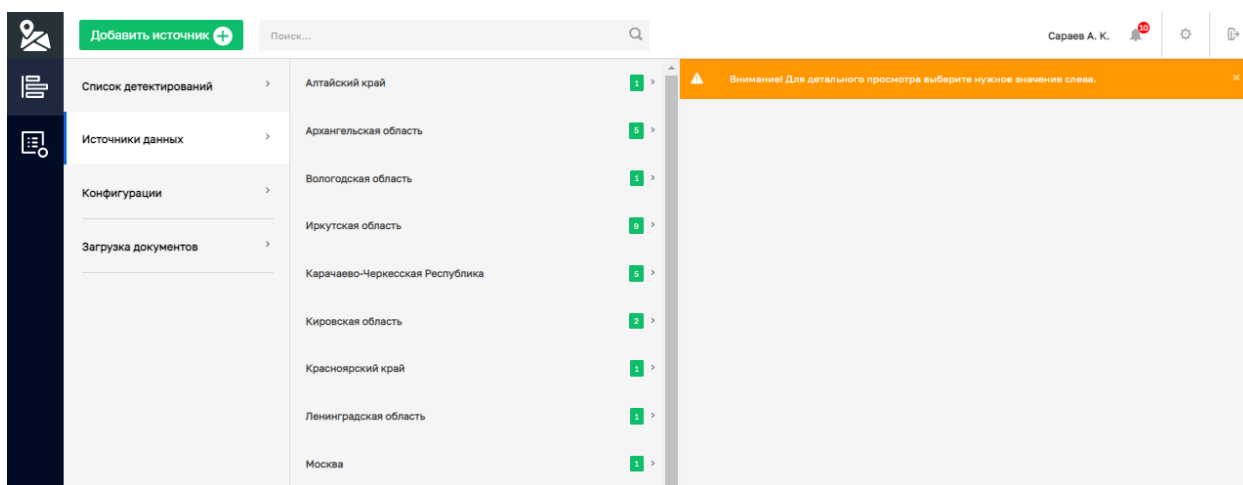 Добавить источник
Поиск...
Сараев А. К.
10
Список детектирований
Источники данных
Конфигурации
Загрузка документов
Алтайский край 1
Архангельская область 5
Вологодская область 1
Иркутская область 9
Карачаево-Черкесская Республика 5
Кировская область 2
Красноярский край 1
Ленинградская область 1
Москва 1
Внимание! Для детального просмотра выберите нужное значение слева.